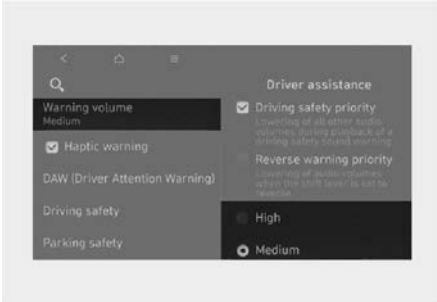 Driver assistance
Warning volume
Medium
Haptic warning
DAW (Driver Attention Warning)
Driving safety
Parking safety
Driving safety priority
Lowering of all other audio
volumes during playback of a
driving safety sound warning
Reverse warning priority
Lowering of audio volumes
when the shift lever is set to
reverse
High
Medium